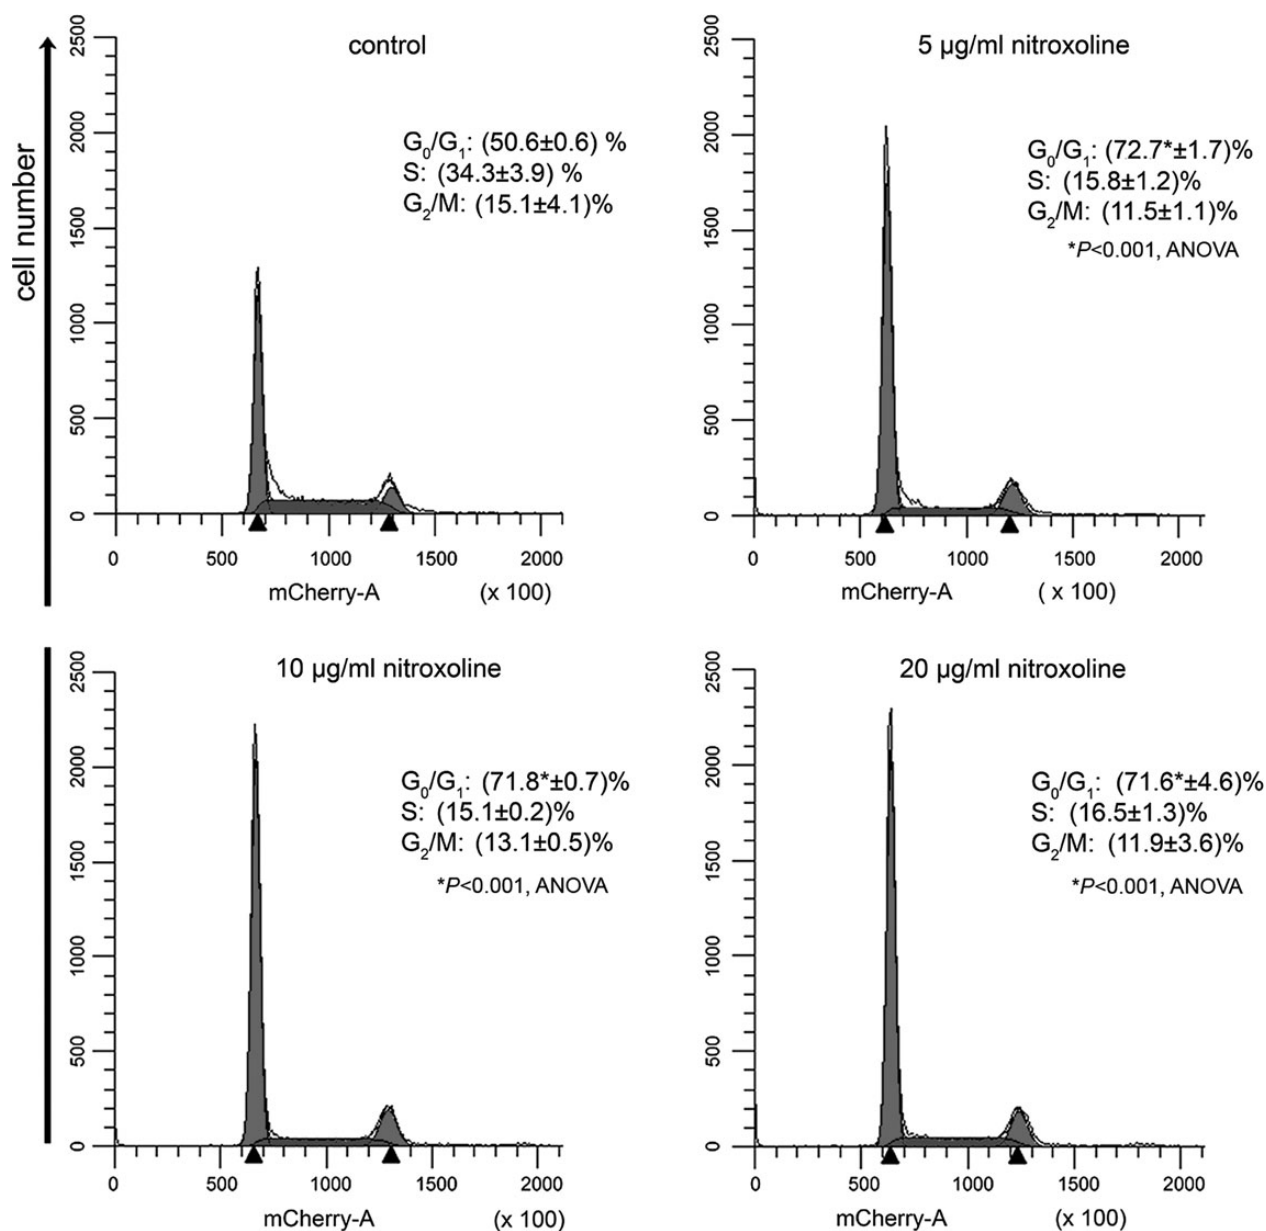 cell number
control
G0/G1: (50.6±0.6) %
S: (34.3±3.9) %
G2/M: (15.1±4.1)%
2500
2000
1500
1000
500
0
0 500 1000 1500 2000
mCherry-A (x 100)
5 µg/ml nitroxoline
G0/G1: (72.7*±1.7)%
S: (15.8±1.2)%
G2/M: (11.5±1.1)%
*P<0.001, ANOVA
2500
2000
1500
1000
500
0
0 500 1000 1500 2000
mCherry-A ( x 100)
10 µg/ml nitroxoline
G0/G1: (71.8*±0.7)%
S: (15.1±0.2)%
G2/M: (13.1±0.5)%
*P<0.001, ANOVA
2500
2000
1500
1000
500
0
0 500 1000 1500 2000
mCherry-A (x 100)
20 µg/ml nitroxoline
G0/G1: (71.6*±4.6)%
S: (16.5±1.3)%
G2/M: (11.9±3.6)%
*P<0.001, ANOVA
2500
2000
1500
1000
500
0
0 500 1000 1500 2000
mCherry-A (x 100)